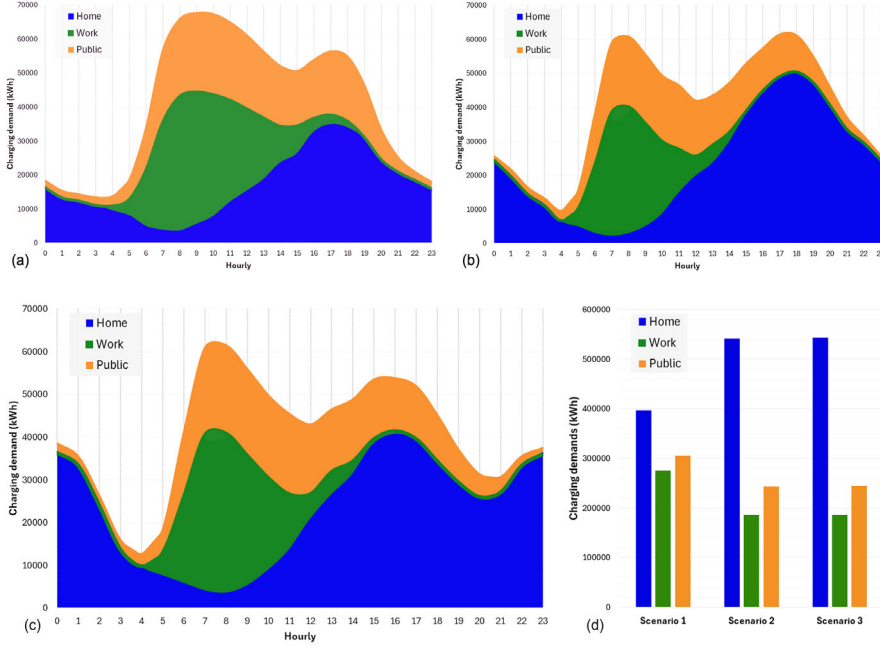 70000
60000
50000
40000
30000
20000
10000
0
Charging demand (kWh)
Home
Work
Public
0 1 2 3 4 5 6 7 8 9 10 11 12 13 14 15 16 17 18 19 20 21 22 23
Hourly
(a)
70000
60000
50000
40000
30000
20000
10000
0
Charging demand (kWh)
Home
Work
Public
0 1 2 3 4 5 6 7 8 9 10 11 12 13 14 15 16 17 18 19 20 21 22
Hourly
(b)
70000
60000
50000
40000
30000
20000
10000
0
Charging demand (kWh)
Home
Work
Public
0 1 2 3 4 5 6 7 8 9 10 11 12 13 14 15 16 17 18 19 20 21 22 23
Hourly
(c)
600000
500000
400000
300000
200000
100000
0
Charging demands (kWh)
Home
Work
Public
Scenario 1 Scenario 2 Scenario 3
(d)